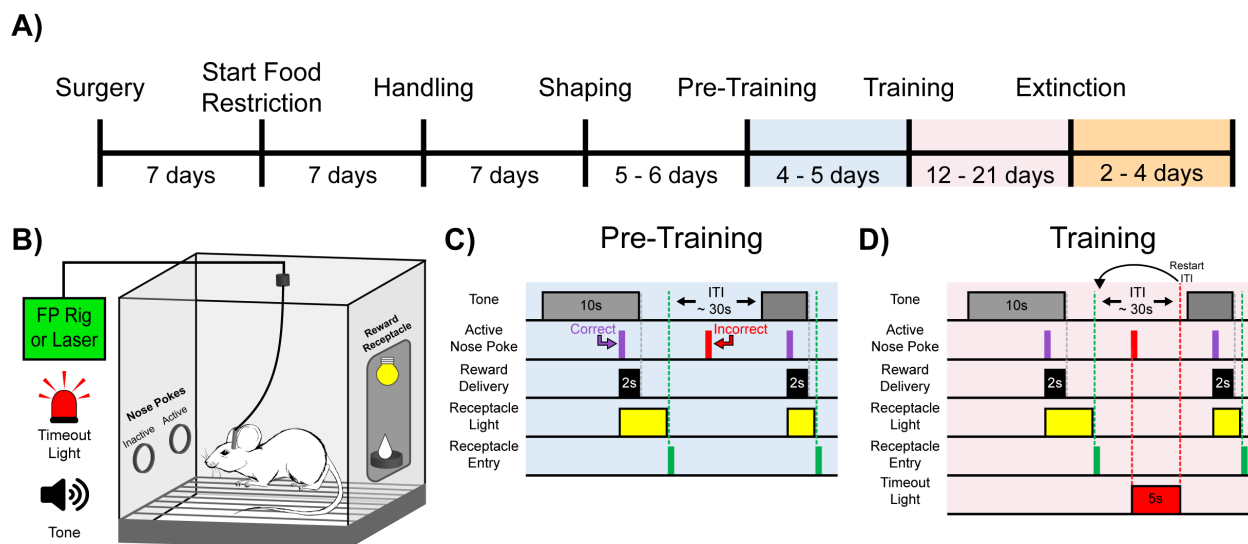 A)
Surgery
Start Food
Restriction
Handling
Shaping
Pre-Training
Training
Extinction
7 days
7 days
7 days
5 - 6 days
4 - 5 days
12 - 21 days
2 - 4 days
B)
FP Rig
or Laser
Timeout
Light
Tone
Nose Pokes
Inactive
Active
Reward
Receptacle
C)
Pre-Training
Tone
10s
ITI
~ 30s
Active
Nose Poke
Correct
Incorrect
Reward
Delivery
2s
2s
Receptacle
Light
Receptacle
Entry
D)
Training
Restart
ITI
Tone
10s
ITI
~ 30s
Active
Nose Poke
Reward
Delivery
2s
2s
Receptacle
Light
Receptacle
Entry
Timeout
Light
5s